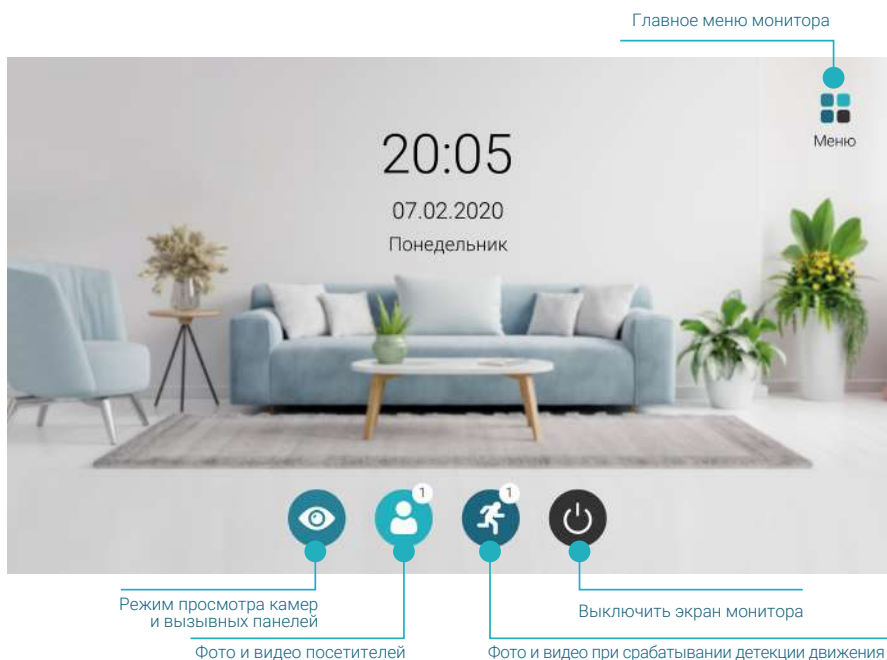 Главное меню монитора
Меню
20:05
07.02.2020
Понедельник
1
1
Режим просмотра камер
и вызывных панелей
Выключить экран монитора
Фото и видео посетителей
Фото и видео при срабатывании детекции движения